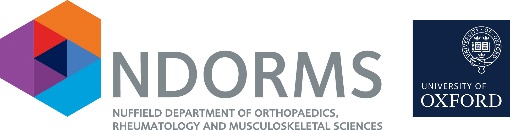 NDORMS
NUFFIELD DEPARTMENT OF ORTHOPAEDICS,
RHEUMATOLOGY AND MUSCULOSKELETAL SCIENCES
UNIVERSITY OF
OXFORD